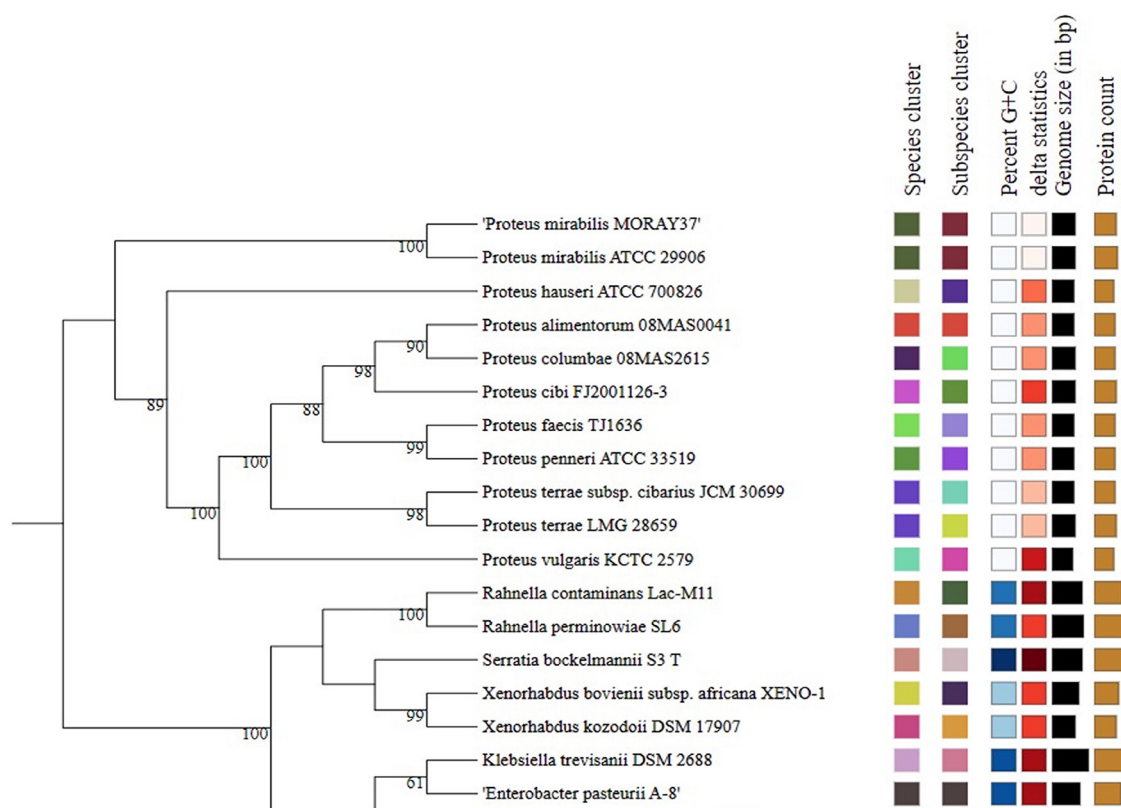 Species cluster
Subspecies cluster
Percent G+C
delta statistics
Genome size (in bp)
Protein count
'Proteus mirabilis MORAY37'
100
Proteus mirabilis ATCC 29906
Proteus hauseri ATCC 700826
Proteus alimentorum 08MAS0041
90
Proteus columbae 08MAS2615
98
Proteus cibi FJ2001126-3
89
88
Proteus faecis TJ1636
99
Proteus penneri ATCC 33519
100
Proteus terrae subsp. cibarius JCM 30699
98
Proteus terrae LMG 28659
100
Proteus vulgaris KCTC 2579
Rahnella contaminans Lac-M11
100
Rahnella perminowiae SL6
Serratia bockelmannii S3 T
Xenorhabdus bovienii subsp. africana XENO-1
99
Xenorhabdus kozodoii DSM 17907
100
Klebsiella trevisanii DSM 2688
61
'Enterobacter pasteurii A-8'